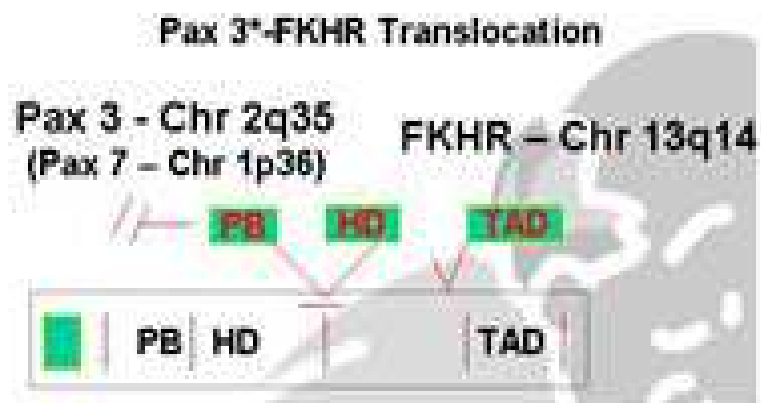 Pax 3*-FKHR Translocation
Pax 3 - Chr 2q35
(Pax 7 – Chr 1p36)
FKHR – Chr 13q14
PB HD TAD
PB HD TAD